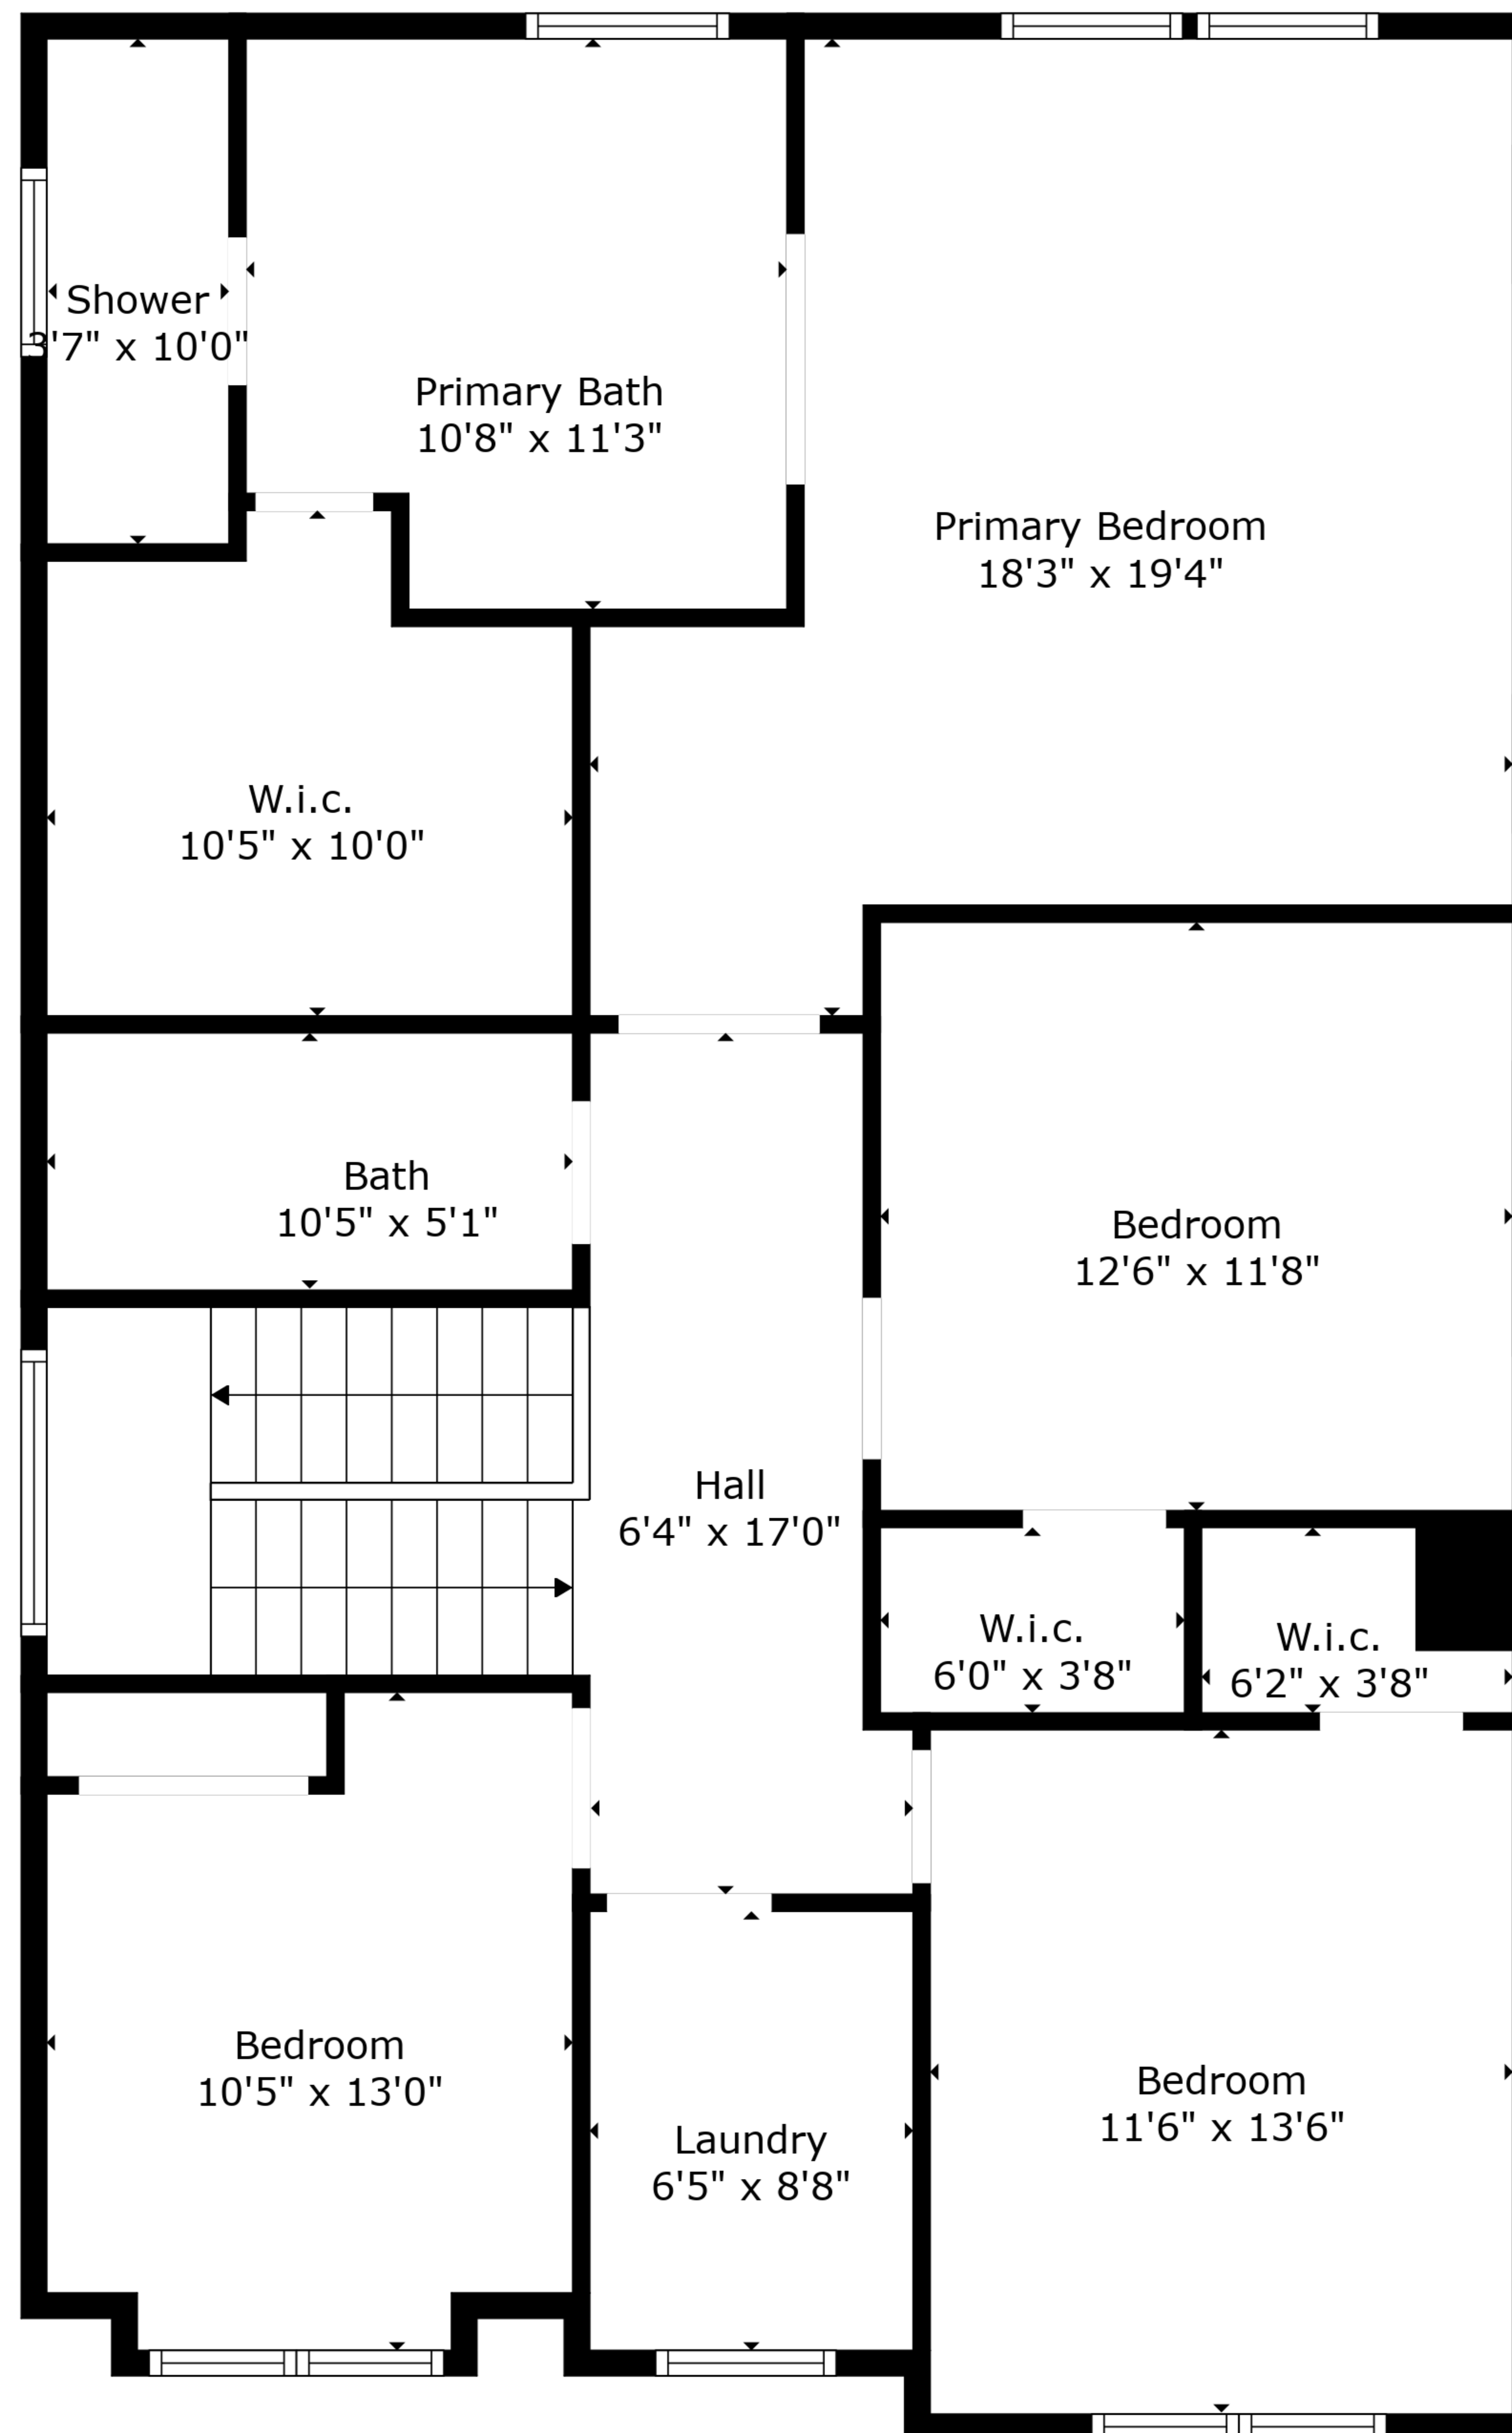 Shower
3'7" x 10'0"
Primary Bath
10'8" x 11'3"
Primary Bedroom
18'3" x 19'4"
W.i.c.
10'5" x 10'0"
Bath
10'5" x 5'1"
Bedroom
12'6" x 11'8"
Hall
6'4" x 17'0"
W.i.c.
6'0" x 3'8"
W.i.c.
6'2" x 3'8"
Bedroom
10'5" x 13'0"
Bedroom
11'6" x 13'6"
Laundry
6'5" x 8'8"